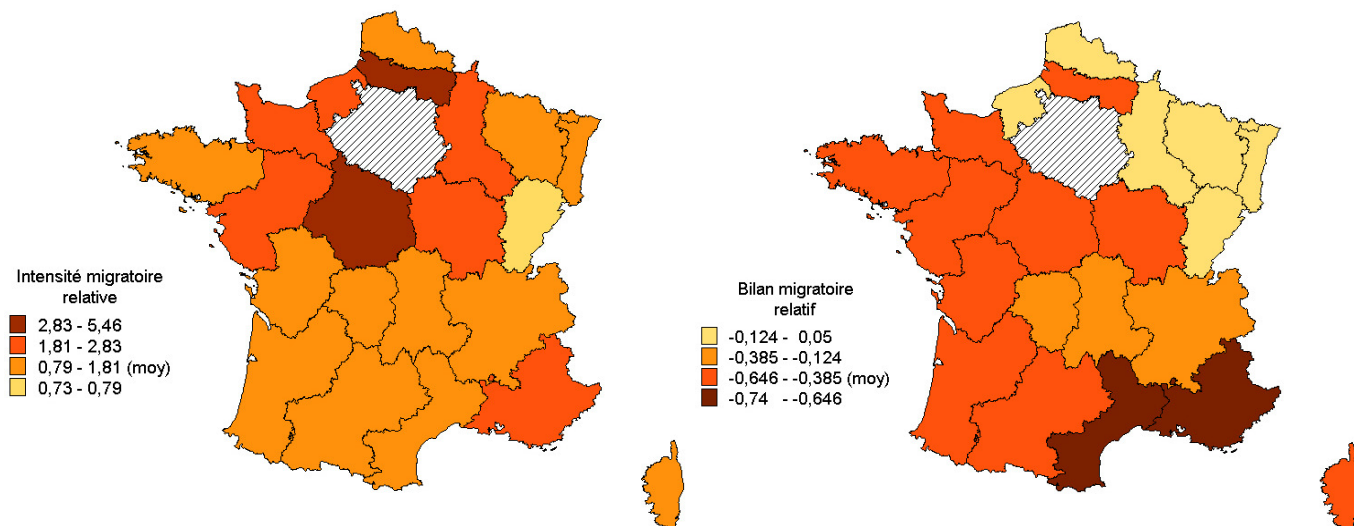 Intensité migratoire
relative
2,83 - 5,46
1,81 - 2,83
0,79 - 1,81 (moy)
0,73 - 0,79
Bilan migratoire
relatif
-0,124 - 0,05
-0,385 - -0,124
-0,646 - -0,385 (moy)
-0,74 - -0,646